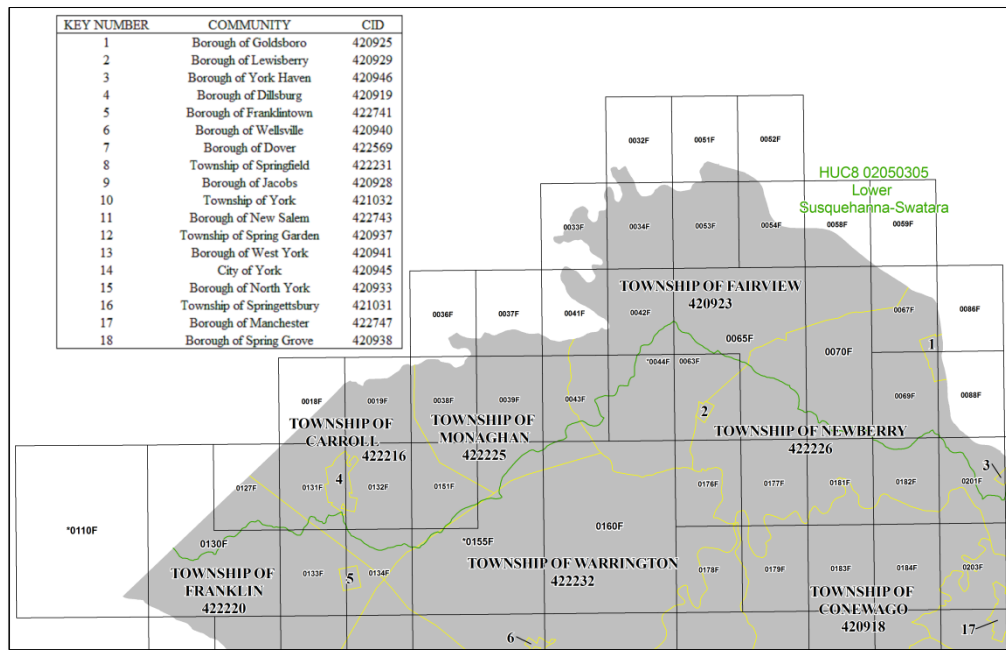 KEY NUMBER COMMUNITY CID
1 Borough of Goldsboro 420925
2 Borough of Lewisberry 420929
3 Borough of York Haven 420946
4 Borough of Dillsburg 420919
5 Borough of Franklintown 422741
6 Borough of Wellsville 420940
7 Borough of Dover 422569
8 Township of Springfield 422231
9 Borough of Jacobs 420928
10 Township of York 421032
11 Borough of New Salem 422743
12 Township of Spring Garden 420937
13 Borough of West York 420941
14 City of York 420945
15 Borough of North York 420933
16 Township of Springettsbury 421031
17 Borough of Manchester 422747
18 Borough of Spring Grove 420938
0032F 0051F 0052F
HUC8 02050305
Lower
Susquehanna-Swatara
0033F 0034F 0053F 0054F 0058F 0059F
TOWNSHIP OF FAIRVIEW
420923
0036F 0037F 0041F 0042F 0067F 0086F
0065F 0070F 1
*0044F 0063F
0018F 0019F 0038F 0039F 0043F 0069F 0088F
2
TOWNSHIP OF
CARROLL
422216
TOWNSHIP OF
MONAGHAN
422225
TOWNSHIP OF NEWBERRY
422226
3
0127F 0131F 4 0132F 0151F 0176F 0177F 0181F 0182F 0201F
*0110F 0130F *0155F 0160F
TOWNSHIP OF
FRANKLIN
422220
0133F 5 0134F
TOWNSHIP OF WARRINGTON
422232
0178F 0179F 0183F 0184F 0203F
TOWNSHIP OF
CONEWAGO
420918
6
17